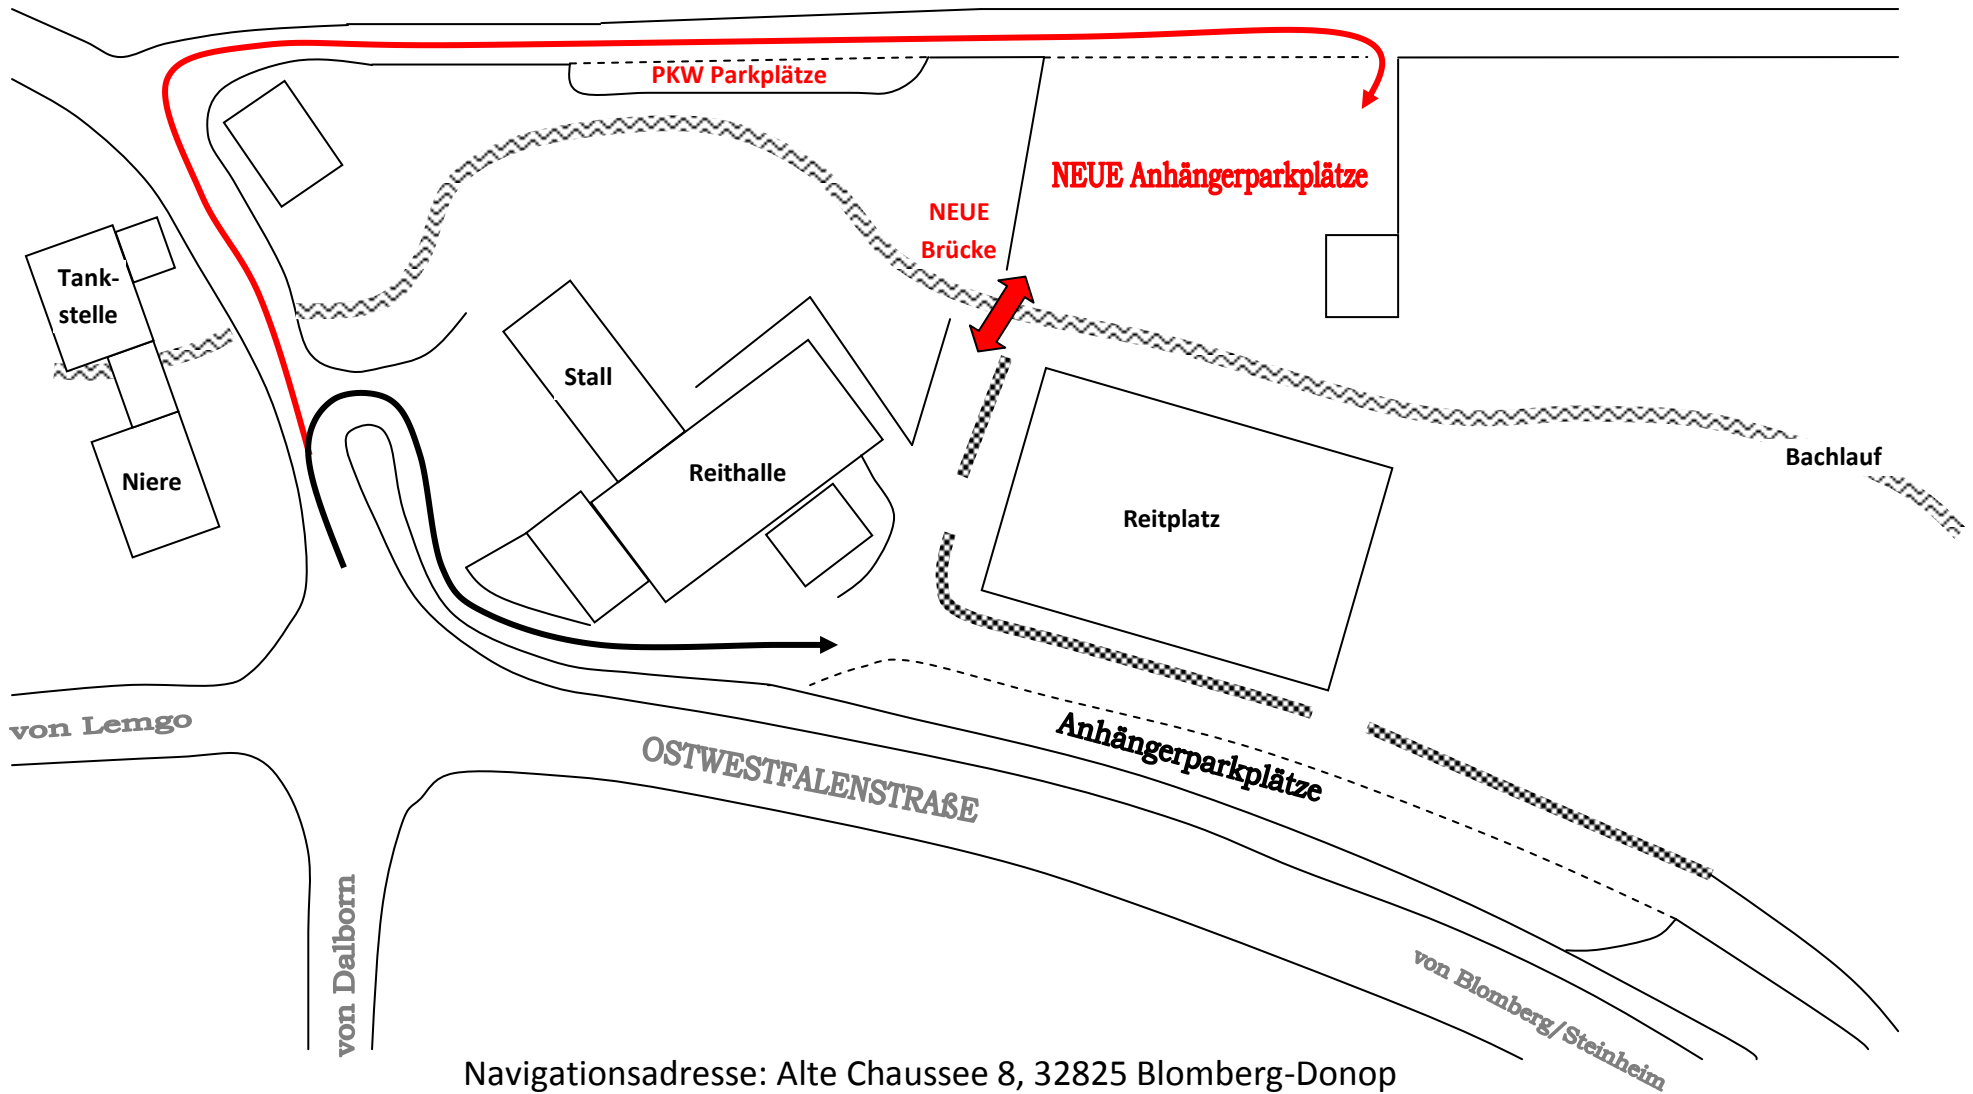 PKW Parkplätze
NEUE Anhängerparkplätze
NEUE
Brücke
Tank-
stelle
Stall
Reithalle
Niere
Bachlauf
Reitplatz
von Lemgo
Anhängerparkplätze
OSTWESTFALENSTRAßE
von Dalborn
von Blomberg/Steinheim
Navigationsadresse: Alte Chaussee 8, 32825 Blomberg-Donop